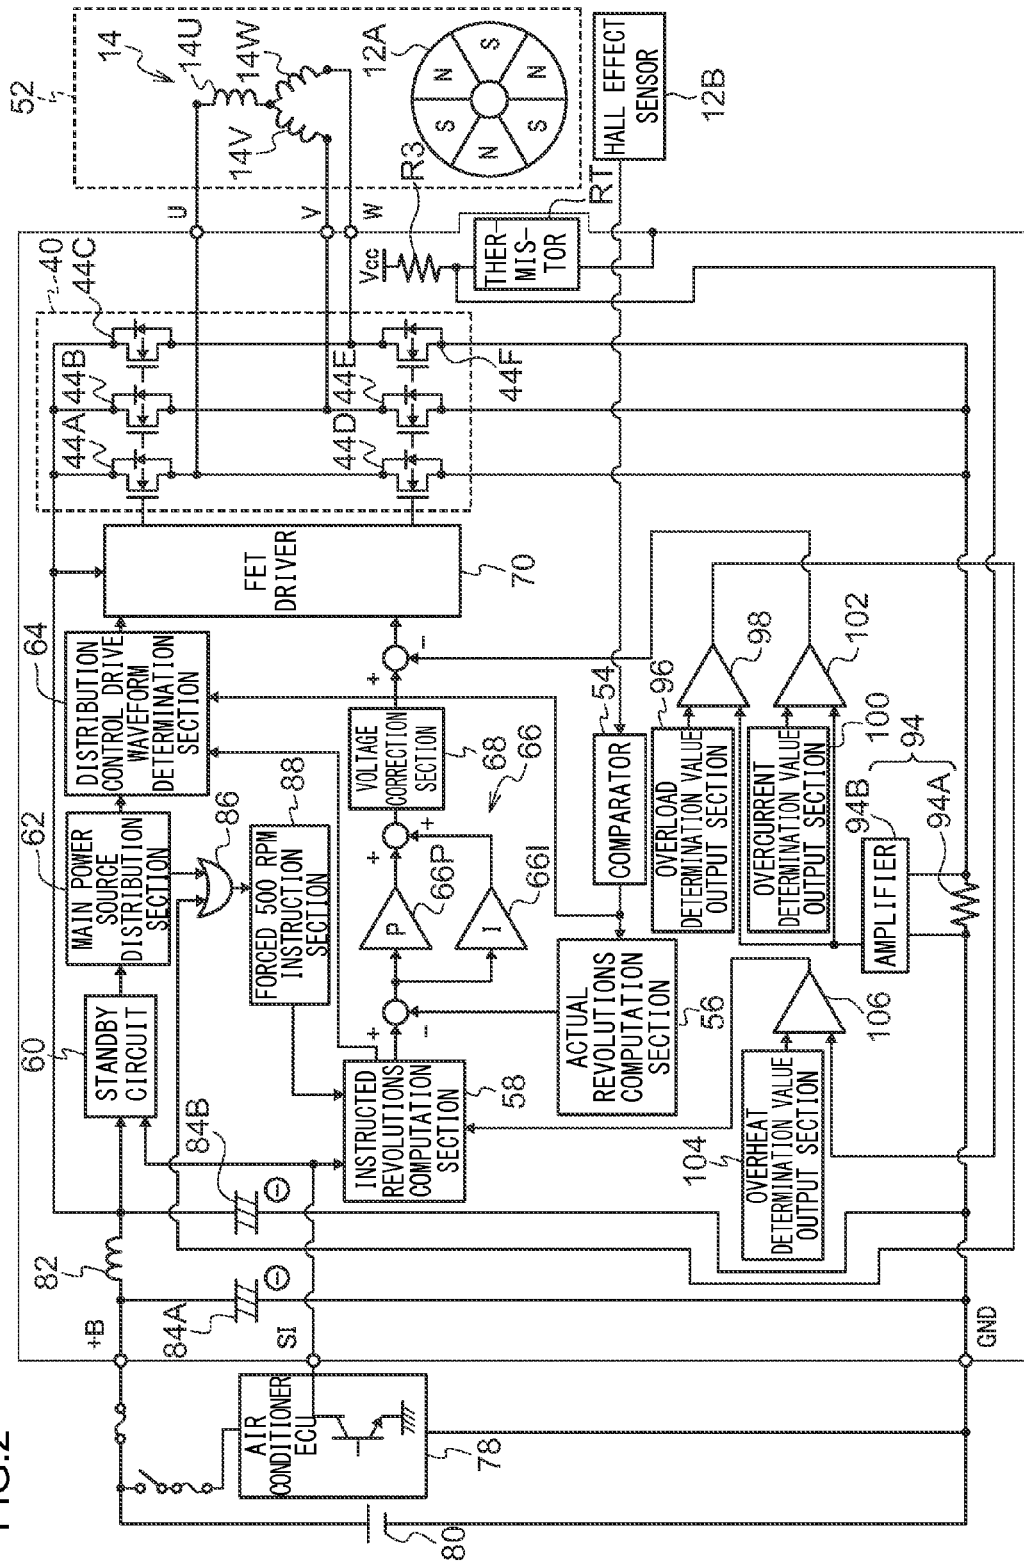 FIG.2
52
14
14U
14W
14V
12A
N
S
N
S
N
S
HALL EFFECT
SENSOR
12B
U
V
W
R3
RT
Vcc
THER-
MIS-
TOR
40
44C
44B
44A
44F
44E
44D
FET
DRIVER
70
64
DISTRIBUTION
CONTROL DRIVE
WAVEFORM
DETERMINATION
SECTION
+
-
VOLTAGE
CORRECTION
SECTION
68
66
54
COMPARATOR
96
OVERLOAD
DETERMINATION VALUE
OUTPUT SECTION
98
102
OVERCURRENT
DETERMINATION VALUE
OUTPUT SECTION
100
94
94B
94A
AMPLIFIER
62
MAIN POWER
SOURCE
DISTRIBUTION
SECTION
86
88
FORCED 500 RPM
INSTRUCTION
SECTION
+
+
P
66P
I
66I
60
STANDBY
CIRCUIT
+
-
INSTRUCTED
REVOLUTIONS
COMPUTATION
SECTION
58
ACTUAL
REVOLUTIONS
COMPUTATION
SECTION
56
106
104
OVERHEAT
DETERMINATION VALUE
OUTPUT SECTION
84B
-
82
84A
-
+B
SI
GND
AIR
CONDITIONER
ECU
78
80